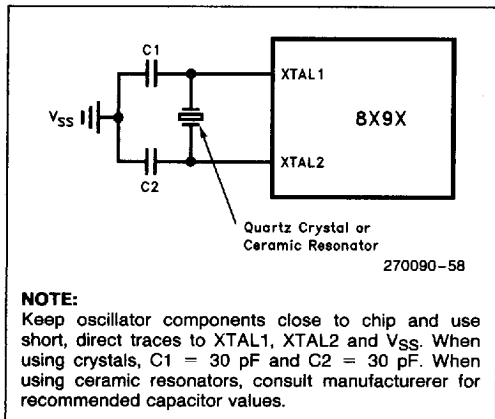 C1
XTAL1
8X9X
VSS
C2
XTAL2
Quartz Crystal or
Ceramic Resonator
270090-58
NOTE:
Keep oscillator components close to chip and use
short, direct traces to XTAL1, XTAL2 and VSS. When
using crystals, C1 = 30 pF and C2 = 30 pF. When
using ceramic resonators, consult manufacturerer for
recommended capacitor values.